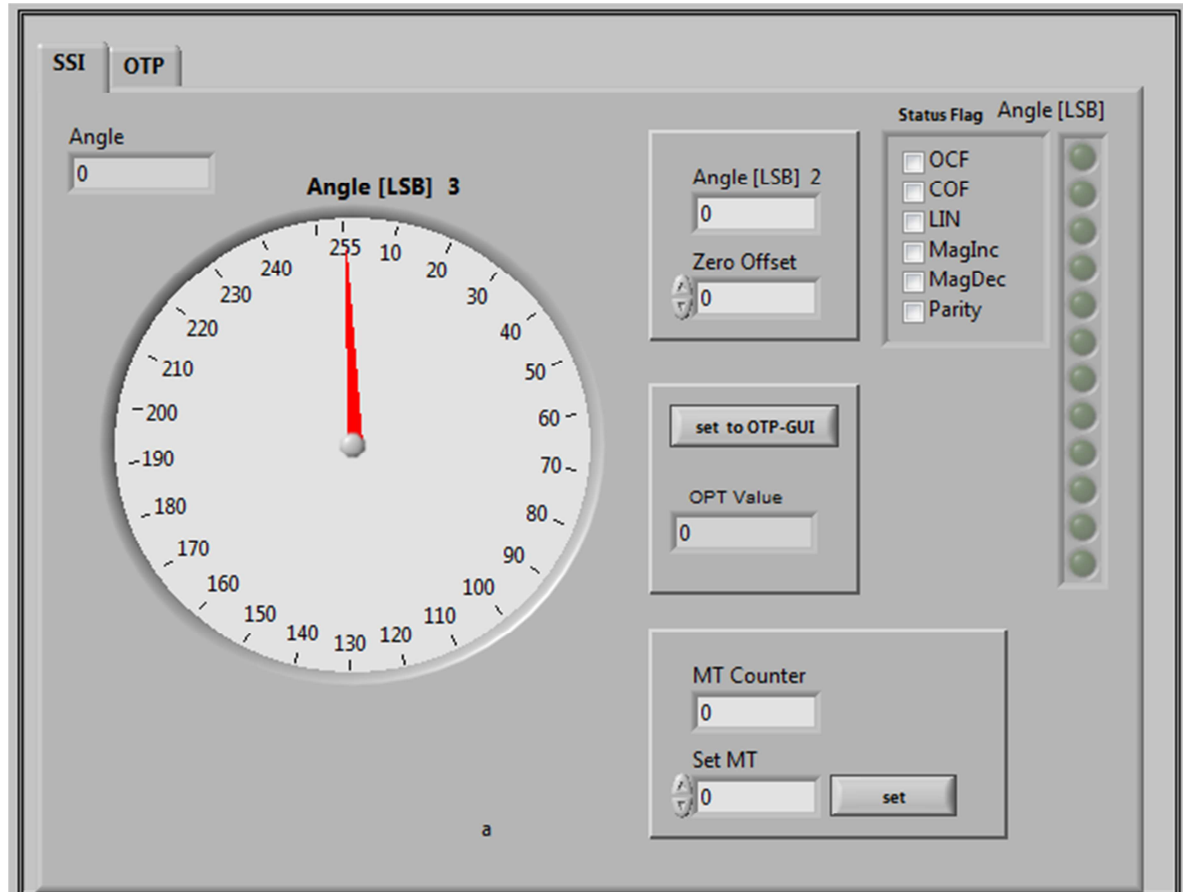 SSI
OTP
Angle
0
Angle [LSB] 3
255
10
20
30
40
50
60
70
80
90
100
110
120
130
140
150
160
170
180
190
200
210
220
230
240
Angle [LSB] 2
0
Zero Offset
0
Status Flag
Angle [LSB]
OCF
COF
LIN
MagInc
MagDec
Parity
set to OTP-GUI
OPT Value
0
MT Counter
0
Set MT
0
set
a